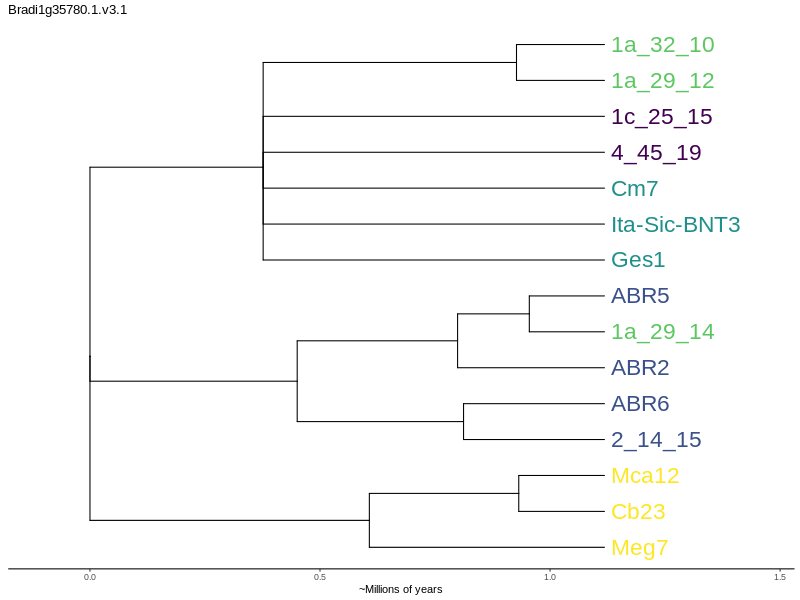 Bradi1g35780.1.v3.1
1a_32_10
1a_29_12
1c_25_15
4_45_19
Cm7
Ita-Sic-BNT3
Ges1
ABR5
1a_29_14
ABR2
ABR6
2_14_15
Mca12
Cb23
Meg7
0.0 0.5 1.0 1.5
~Millions of years